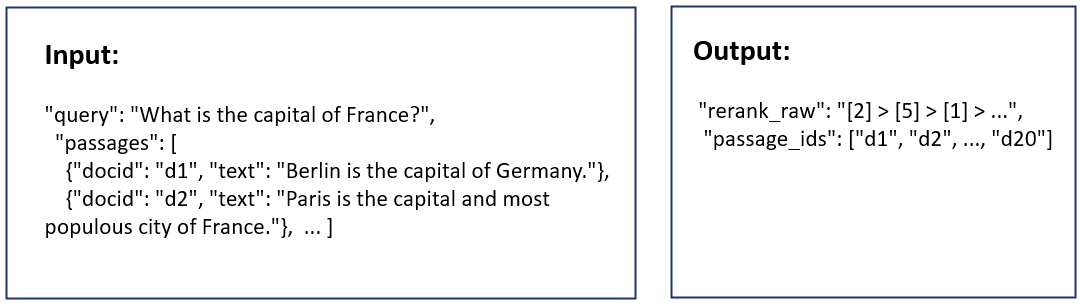 Input:
"query": "What is the capital of France?",
"passages": [
{"docid": "d1", "text": "Berlin is the capital of Germany."},
{"docid": "d2", "text": "Paris is the capital and most
populous city of France."},  ... ]
Output:
"rerank_raw": "[2] > [5] > [1] > ...",
"passage_ids": ["d1", "d2", ..., "d20"]